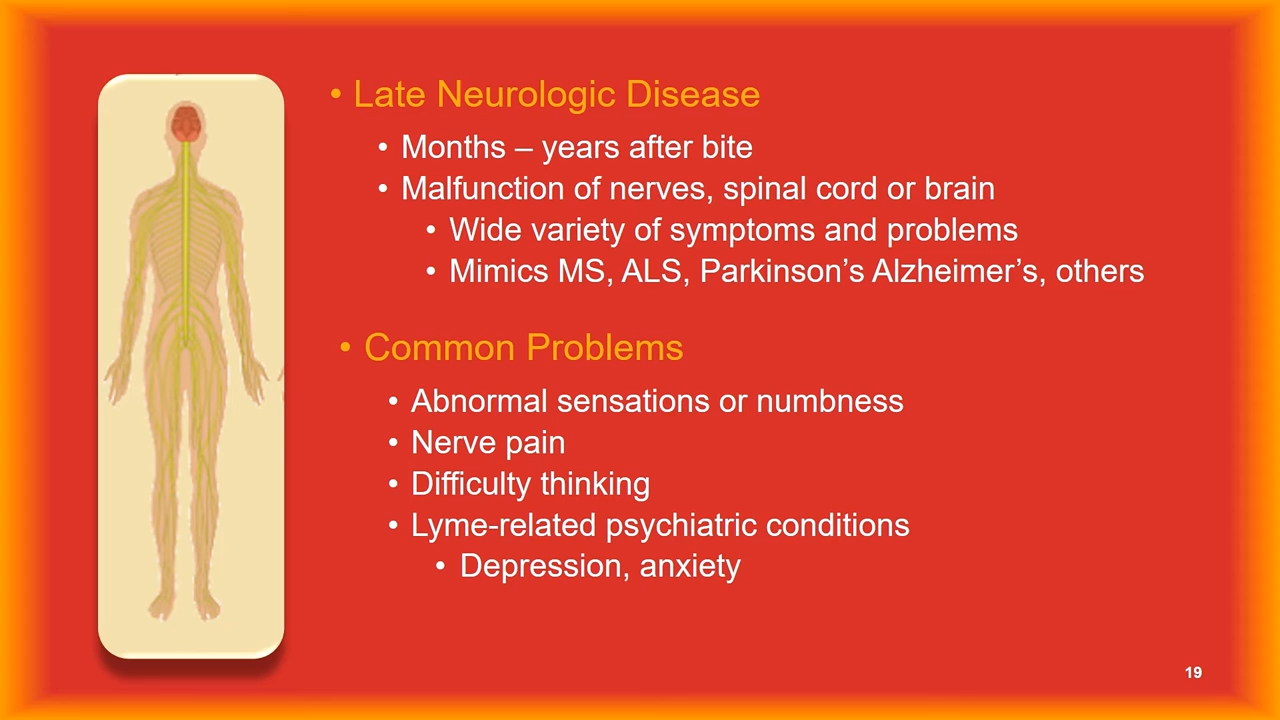 • Late Neurologic Disease
• Months – years after bite
• Malfunction of nerves, spinal cord or brain
• Wide variety of symptoms and problems
• Mimics MS, ALS, Parkinson’s Alzheimer’s, others
• Common Problems
• Abnormal sensations or numbness
• Nerve pain
• Difficulty thinking
• Lyme-related psychiatric conditions
• Depression, anxiety
19